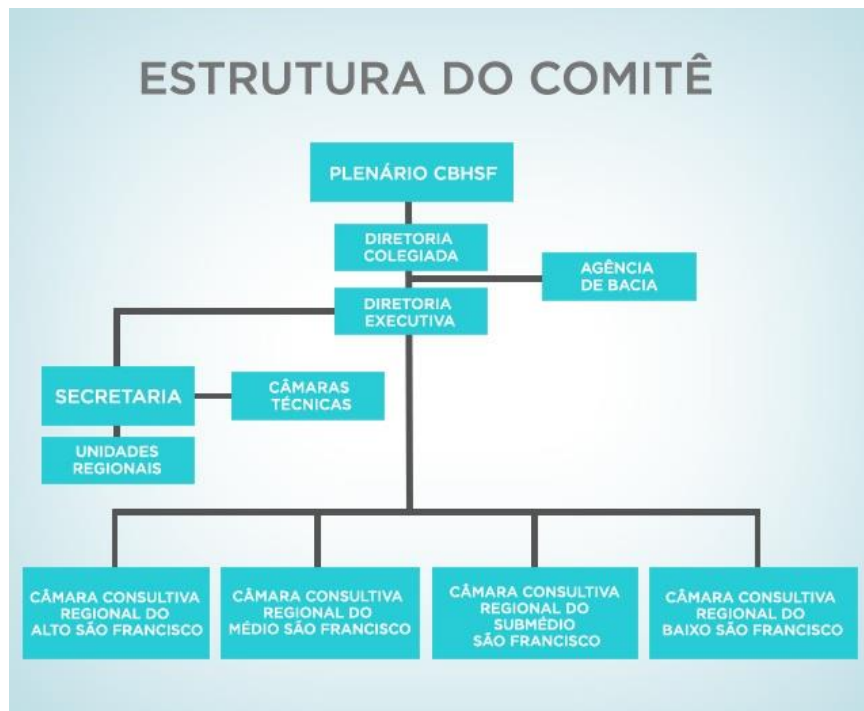 ESTRUTURA DO COMITÊ
PLENÁRIO CBHSF
DIRETORIA
COLEGIADA
AGÊNCIA
DE BACIA
DIRETORIA
EXECUTIVA
SECRETARIA
CÂMARAS
TÉCNICAS
UNIDADES
REGIONAIS
CÂMARA CONSULTIVA
REGIONAL DO
ALTO SÃO FRANCISCO
CÂMARA CONSULTIVA
REGIONAL DO
MÉDIO SÃO FRANCISCO
CÂMARA CONSULTIVA
REGIONAL DO
SUBMÉDIO
SÃO FRANCISCO
CÂMARA CONSULTIVA
REGIONAL DO
BAIXO SÃO FRANCISCO